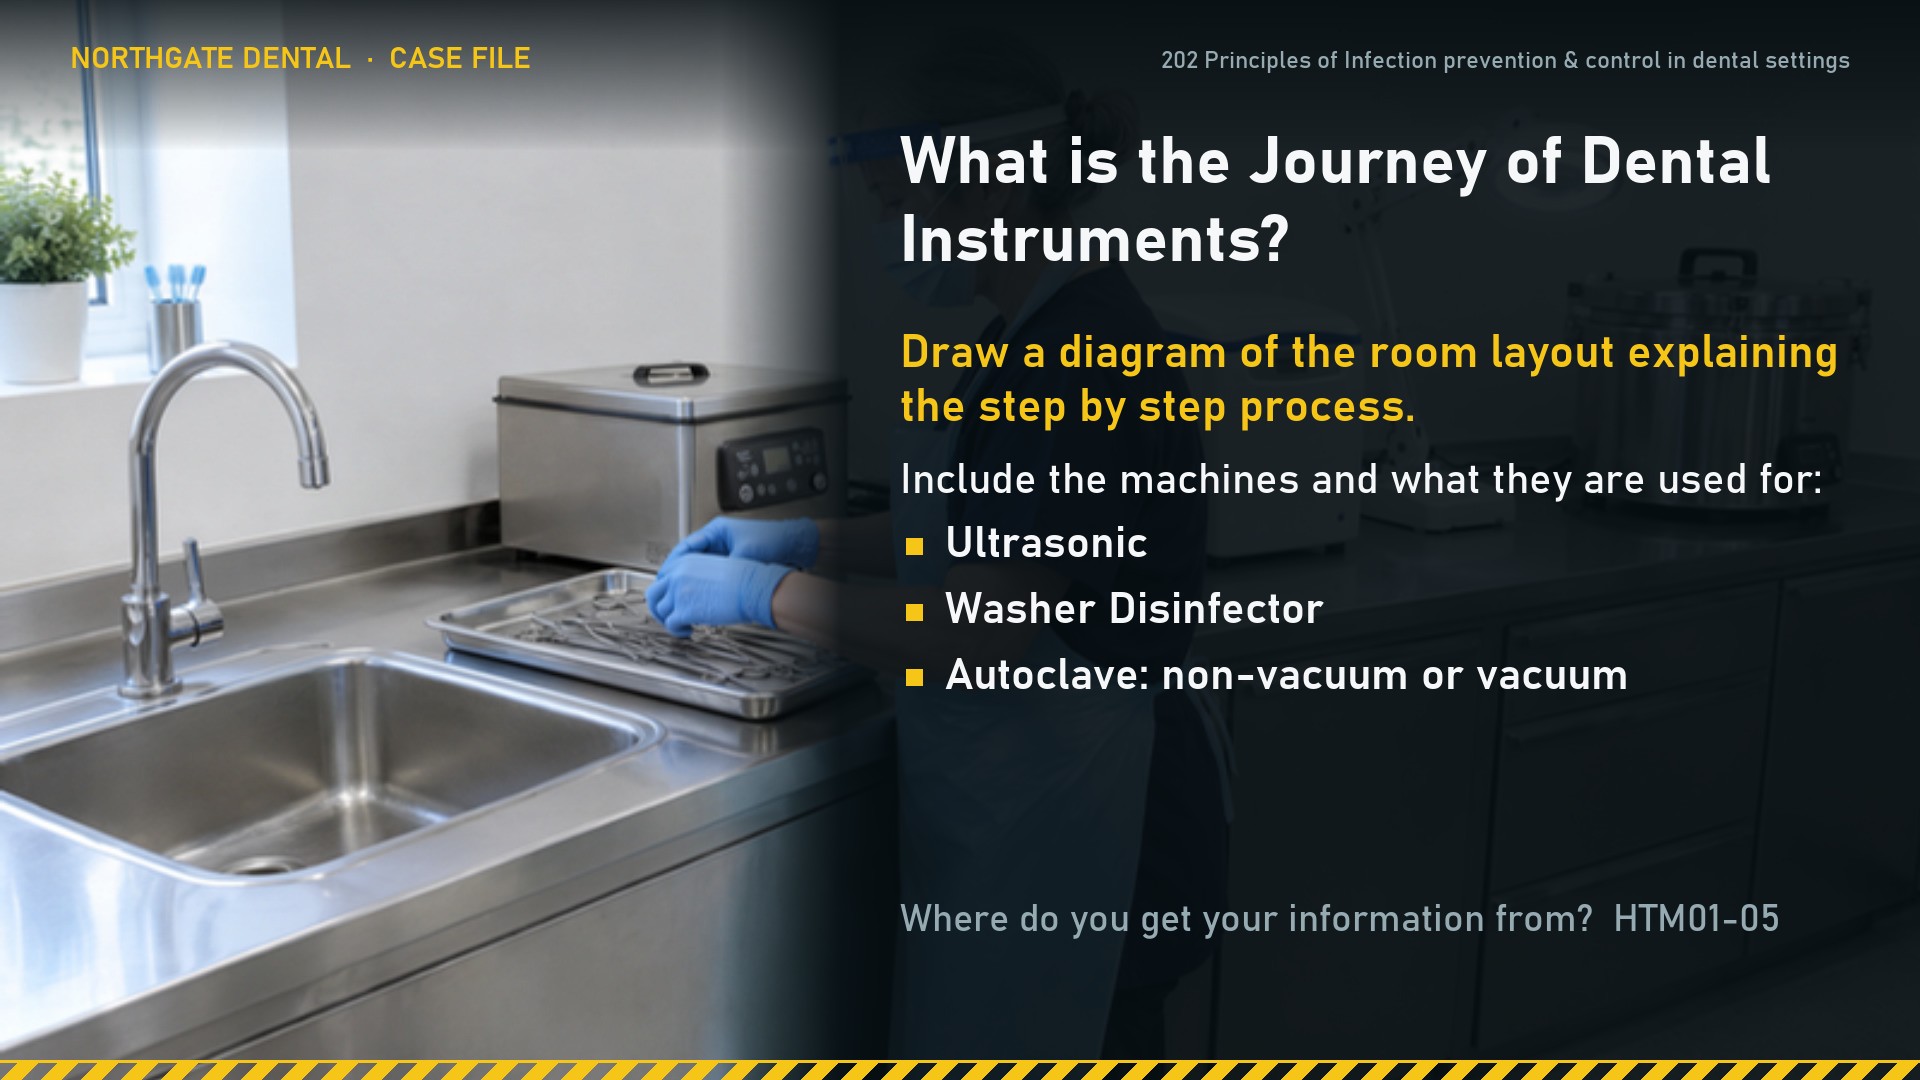 NORTHGATE DENTAL · CASE FILE
202 Principles of Infection prevention & control in dental settings
What is the Journey of Dental
Instruments?
Draw a diagram of the room layout explaining
the step by step process.
Include the machines and what they are used for:
Ultrasonic
Washer Disinfector
Autoclave: non-vacuum or vacuum
Where do you get your information from? HTM01-05